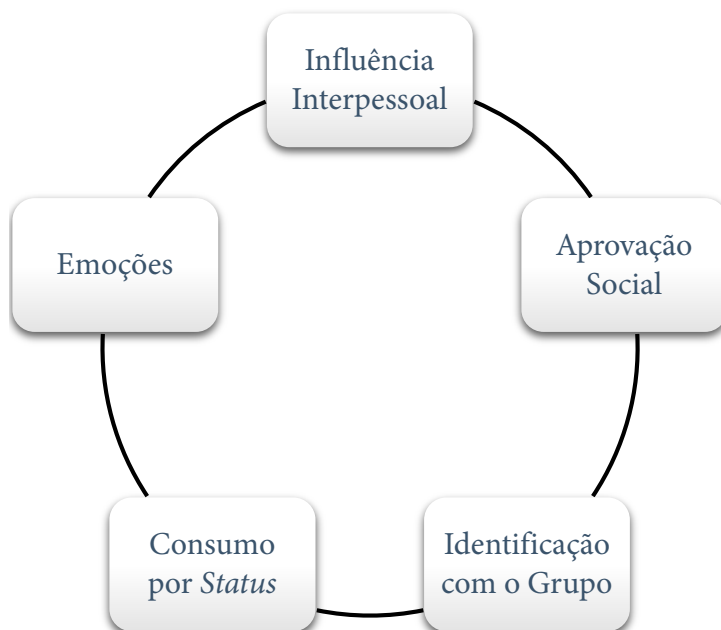 Influência
Interpessoal
Emoções
Aprovação
Social
Consumo
por Status
Identificação
com o Grupo